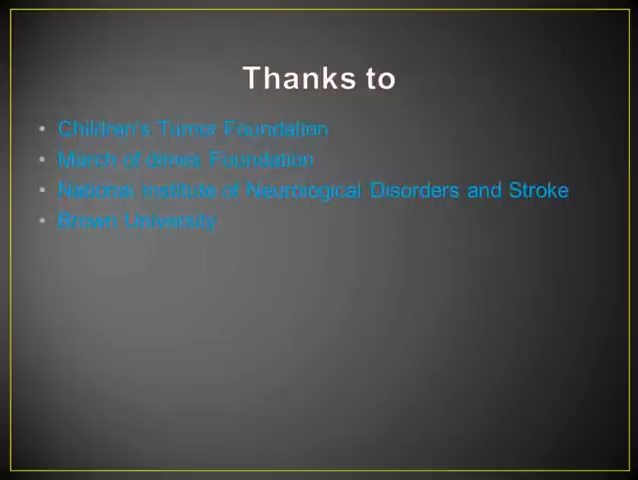 Thanks to
• Children's Tumor Foundation
• March of dimes Foundation
• National Institute of Neurological Disorders and Stroke
• Brown University